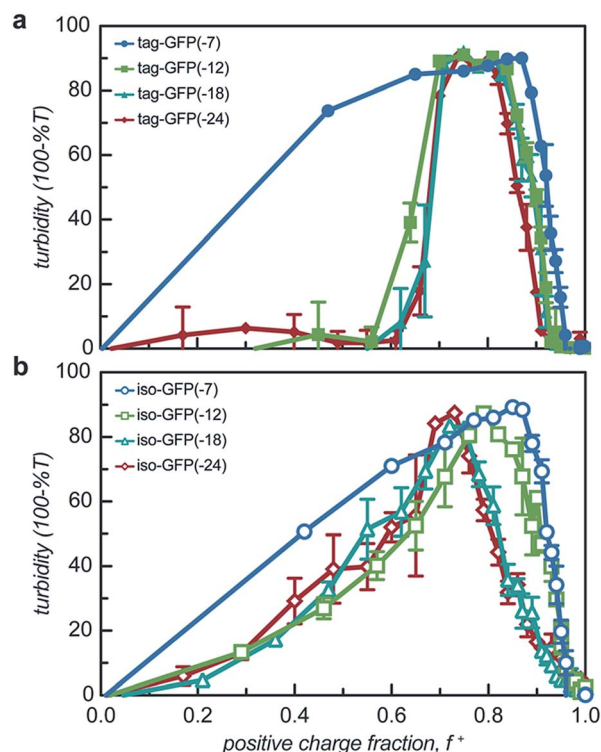 a
100
80
60
40
20
0
turbidity (100-%T)
tag-GFP(-7)
tag-GFP(-12)
tag-GFP(-18)
tag-GFP(-24)
b
100
80
60
40
20
0
turbidity (100-%T)
iso-GFP(-7)
iso-GFP(-12)
iso-GFP(-18)
iso-GFP(-24)
0.0 0.2 0.4 0.6 0.8 1.0
positive charge fraction, f +